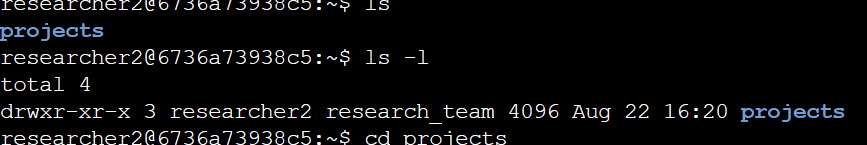 researcher2@6736a73938c5:~$ ls
projects
researcher2@6736a73938c5:~$ ls -l
total 4
drwxr-xr-x 3 researcher2 research_team 4096 Aug 22 16:20 projects
researcher2@6736a73938c5:~$ cd projects